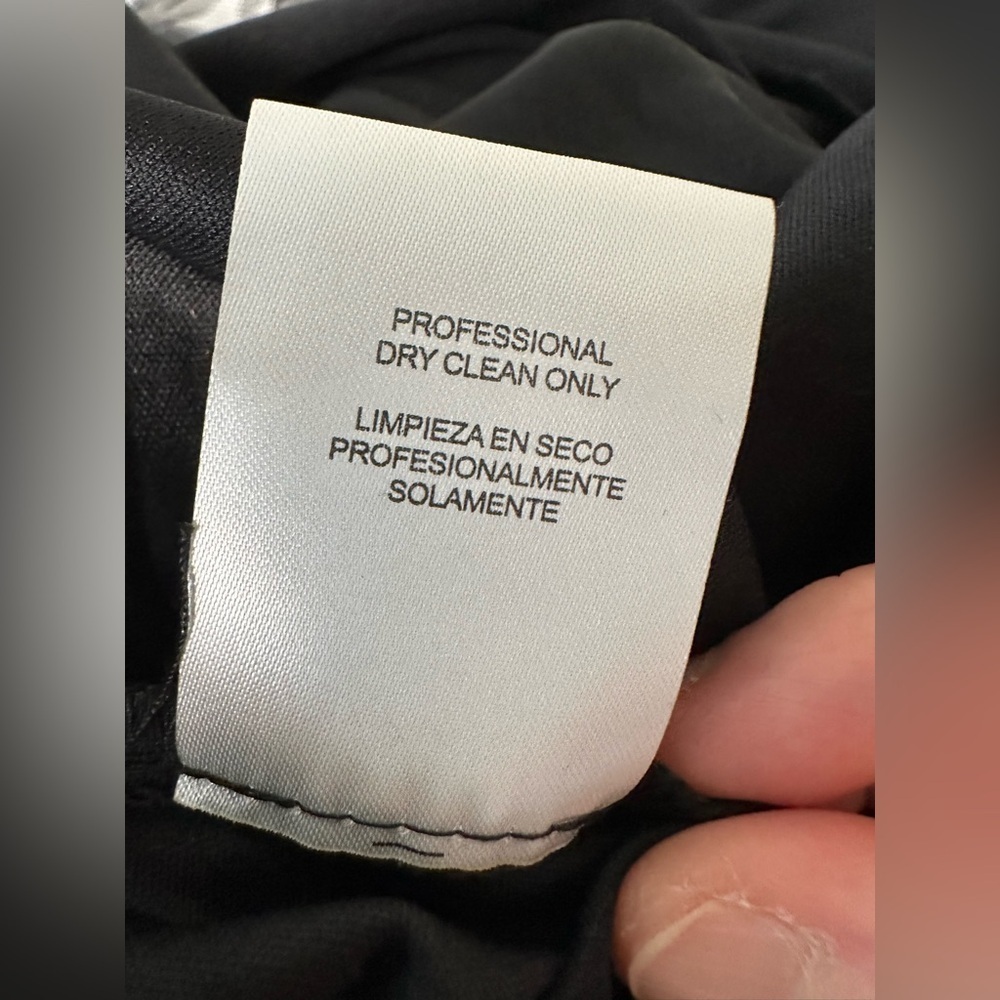 PROFESSIONAL
DRY CLEAN ONLY
LIMPIEZA EN SECO
PROFESIONALMENTE
SOLAMENTE